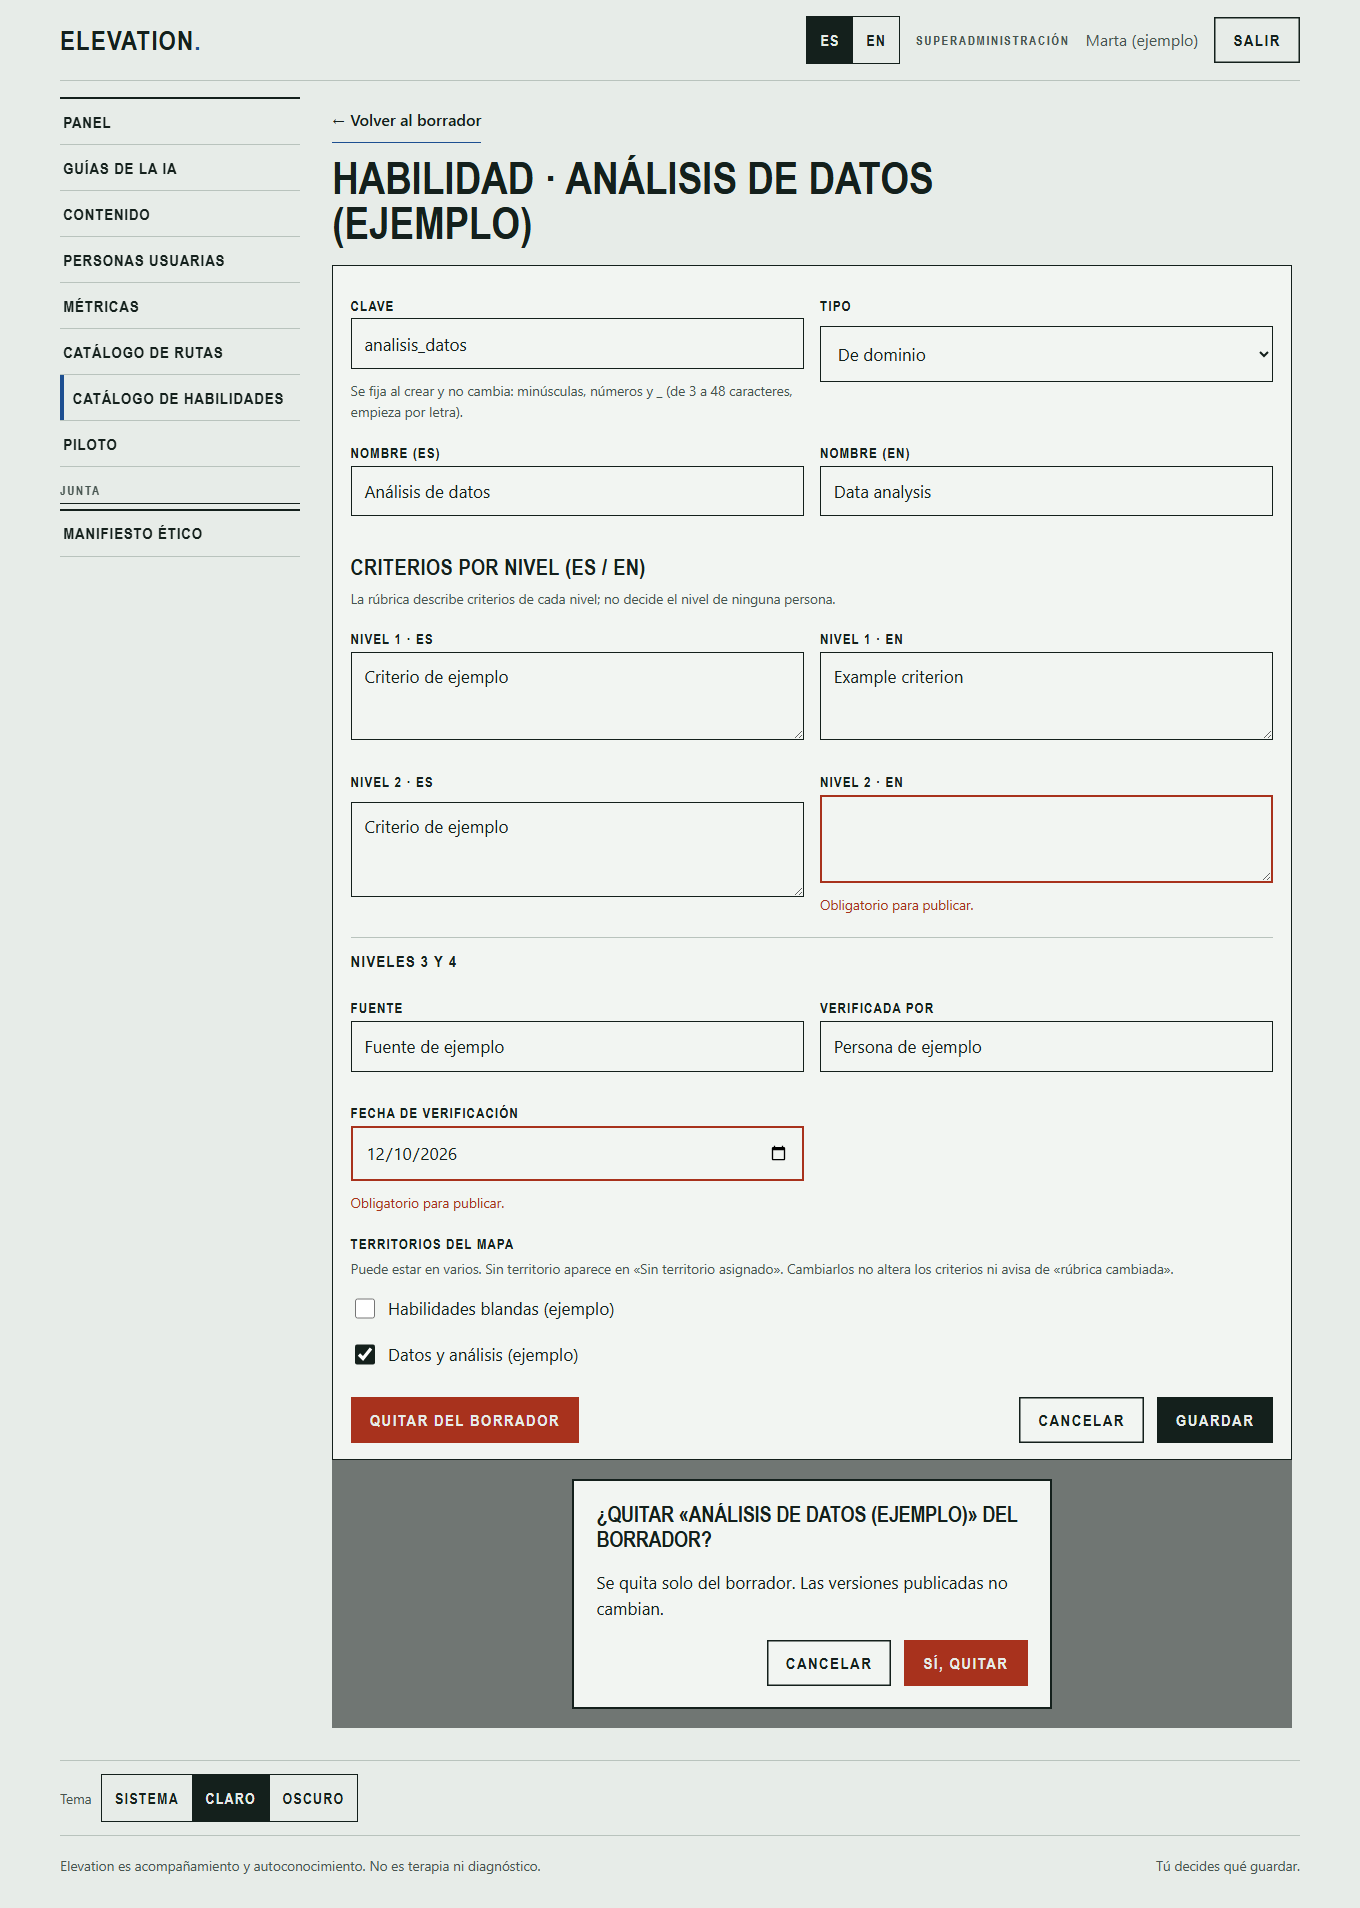 ELEVATION.
ES
EN
SUPERADMINISTRACIÓN
Marta (ejemplo)
SALIR
PANEL
GUÍAS DE LA IA
CONTENIDO
PERSONAS USUARIAS
MÉTRICAS
CATÁLOGO DE RUTAS
CATÁLOGO DE HABILIDADES
PILOTO
JUNTA
MANIFIESTO ÉTICO
← Volver al borrador
HABILIDAD · ANÁLISIS DE DATOS
(EJEMPLO)
CLAVE
analisis_datos
Se fija al crear y no cambia: minúsculas, números y _ (de 3 a 48 caracteres,
empieza por letra).
TIPO
De dominio
NOMBRE (ES)
Análisis de datos
NOMBRE (EN)
Data analysis
CRITERIOS POR NIVEL (ES / EN)
La rúbrica describe criterios de cada nivel; no decide el nivel de ninguna persona.
NIVEL 1 · ES
Criterio de ejemplo
NIVEL 1 · EN
Example criterion
NIVEL 2 · ES
Criterio de ejemplo
NIVEL 2 · EN
Obligatorio para publicar.
NIVELES 3 Y 4
FUENTE
Fuente de ejemplo
VERIFICADA POR
Persona de ejemplo
FECHA DE VERIFICACIÓN
12/10/2026
Obligatorio para publicar.
TERRITORIOS DEL MAPA
Puede estar en varios. Sin territorio aparece en «Sin territorio asignado». Cambiarlos no altera los criterios ni avisa de «rúbrica cambiada».
Habilidades blandas (ejemplo)
Datos y análisis (ejemplo)
QUITAR DEL BORRADOR
CANCELAR
GUARDAR
¿QUITAR «ANÁLISIS DE DATOS (EJEMPLO)» DEL
BORRADOR?
Se quita solo del borrador. Las versiones publicadas no
cambian.
CANCELAR
SÍ, QUITAR
Tema
SISTEMA
CLARO
OSCURO
Elevation es acompañamiento y autoconocimiento. No es terapia ni diagnóstico.
Tú decides qué guardar.